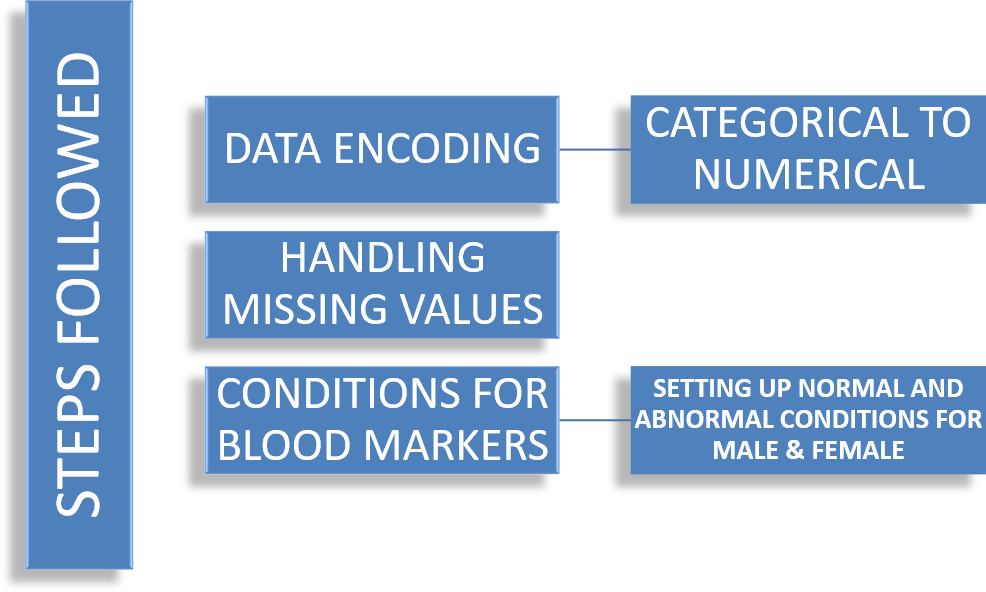 STEPS FOLLOWED
DATA ENCODING
CATEGORICAL TO
NUMERICAL
HANDLING
MISSING VALUES
CONDITIONS FOR
BLOOD MARKERS
SETTING UP NORMAL AND
ABNORMAL CONDITIONS FOR
MALE & FEMALE